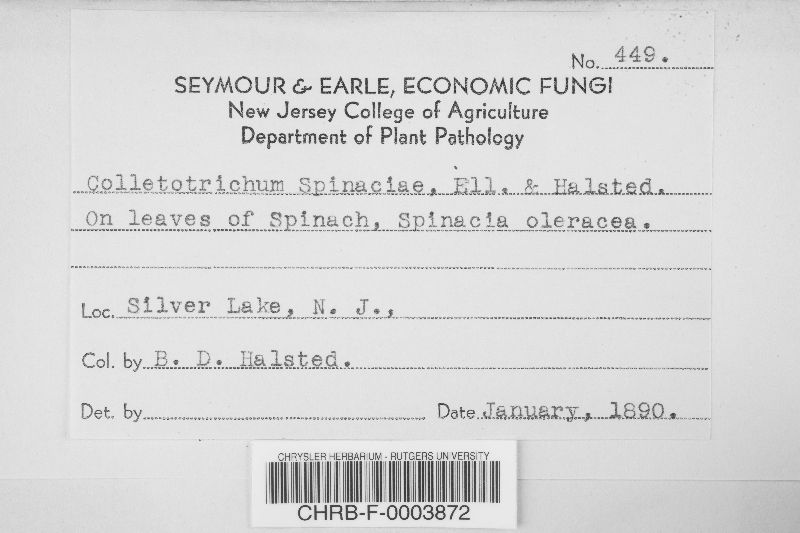 No. 449.
SEYMOUR & EARLE, ECONOMIC FUNGI
New Jersey College of Agriculture
Department of Plant Pathology
Colletotrichum Spinaciae, Ell. & Halsted.
On leaves of Spinach, Spinacia oleracea.
Loc. Silver Lake, N. J.,
Col. by B. D. Halsted.
Det. by Date January, 1890.
CHRYSLER HERBARIUM - RUTGERS UNIVERSITY
CHRB-F-0003872